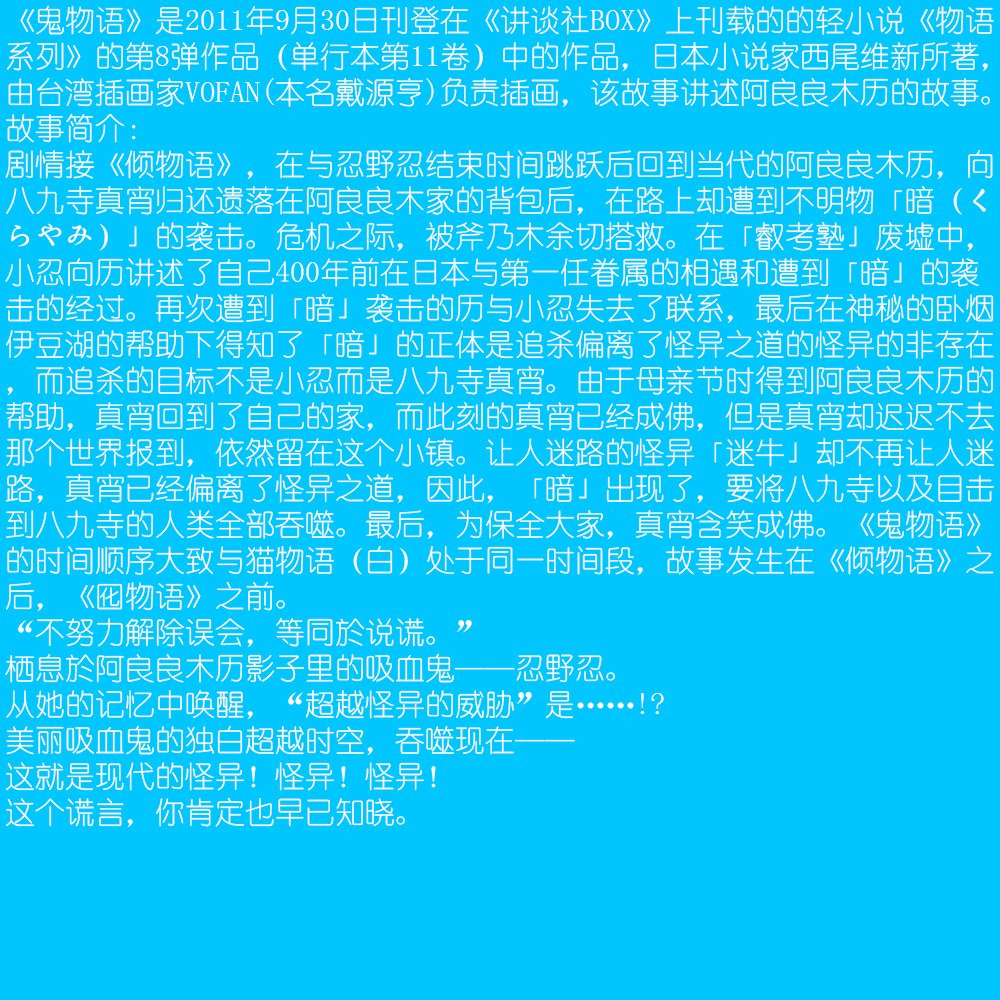 《鬼物语》是2011年9月30日刊登在《讲谈社BOX》上刊载的的轻小说《物语
系列》的第8弹作品（单行本第11卷）中的作品，日本小说家西尾维新所著，
由台湾插画家VOFAN(本名戴源亨)负责插画，该故事讲述阿良良木历的故事。
故事简介:
剧情接《倾物语》，在与忍野忍结束时间跳跃后回到当代的阿良良木历，向
八九寺真宵归还遗落在阿良良木家的背包后，在路上却遭到不明物「暗（く
らやみ）」的袭击。危机之际，被斧乃木余切搭救。在「叡考塾」废墟中，
小忍向历讲述了自己400年前在日本与第一任眷属的相遇和遭到「暗」的袭
击的经过。再次遭到「暗」袭击的历与小忍失去了联系，最后在神秘的卧烟
伊豆湖的帮助下得知了「暗」的正体是追杀偏离了怪异之道的怪异的非存在
，而追杀的目标不是小忍而是八九寺真宵。由于母亲节时得到阿良良木历的
帮助，真宵回到了自己的家，而此刻的真宵已经成佛，但是真宵却迟迟不去
那个世界报到，依然留在这个小镇。让人迷路的怪异「迷牛」却不再让人迷
路，真宵已经偏离了怪异之道，因此，「暗」出现了，要将八九寺以及目击
到八九寺的人类全部吞噬。最后，为保全大家，真宵含笑成佛。《鬼物语》
的时间顺序大致与猫物语（白）处于同一时间段，故事发生在《倾物语》之
后，《囮物语》之前。
“不努力解除误会，等同於说谎。”
栖息於阿良良木历影子里的吸血鬼——忍野忍。
从她的记忆中唤醒，“超越怪异的威胁”是……!?
美丽吸血鬼的独白超越时空，吞噬现在——
这就是现代的怪异！怪异！怪异！
这个谎言，你肯定也早已知晓。